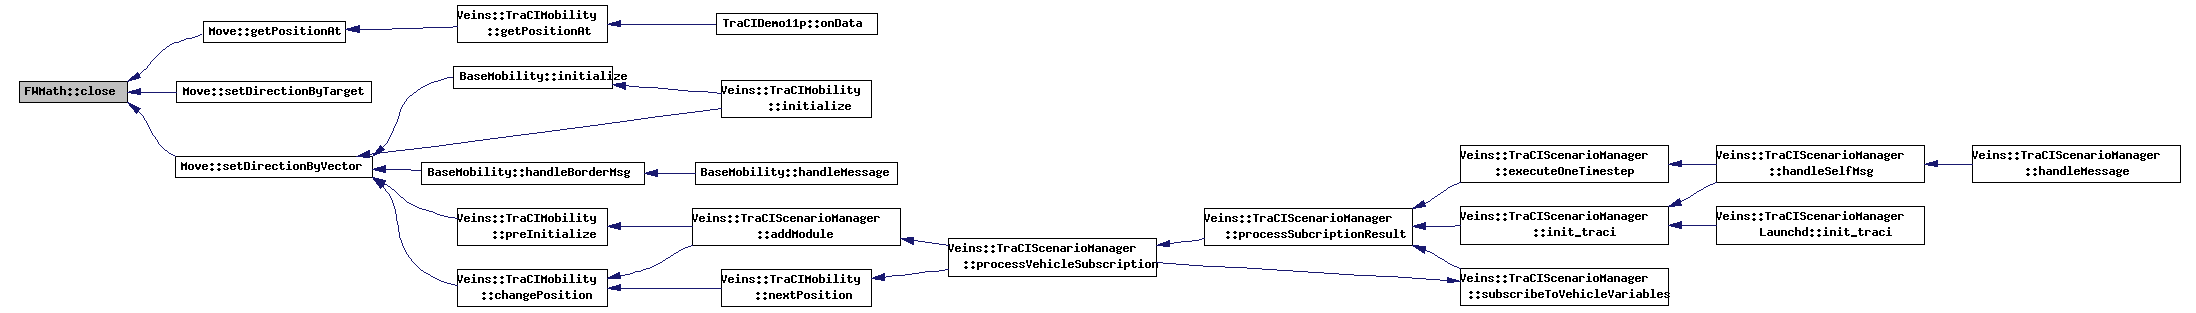 FWMath::close
Move::getPositionAt
Move::setDirectionByTarget
Move::setDirectionByVector
Veins::TraCIMobility
::getPositionAt
BaseMobility::initialize
BaseMobility::handleBorderMsg
Veins::TraCIMobility
::preInitialize
Veins::TraCIMobility
::changePosition
TraCIDemo11p::onData
Veins::TraCIMobility
::initialize
BaseMobility::handleMessage
Veins::TraCIScenarioManager
::addModule
Veins::TraCIMobility
::nextPosition
Veins::TraCIScenarioManager
::processVehicleSubscription
Veins::TraCIScenarioManager
::processSubcriptionResult
Veins::TraCIScenarioManager
::executeOneTimestep
Veins::TraCIScenarioManager
::init_traci
Veins::TraCIScenarioManager
::subscribeToVehicleVariables
Veins::TraCIScenarioManager
::handleSelfMsg
Veins::TraCIScenarioManager
Launchd::init_traci
Veins::TraCIScenarioManager
::handleMessage